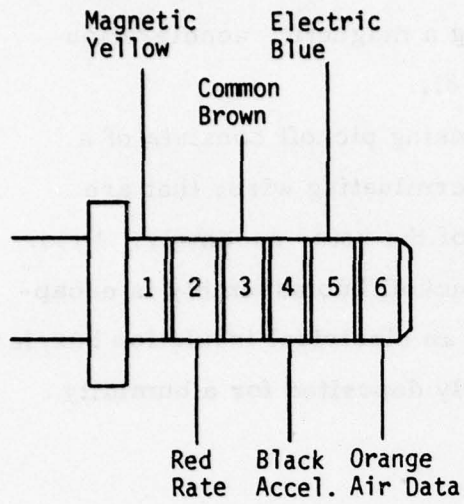 Magnetic Yellow
Electric Blue
Common Brown
1 2 3 4 5 6
Red Rate
Black Accel.
Orange Air Data